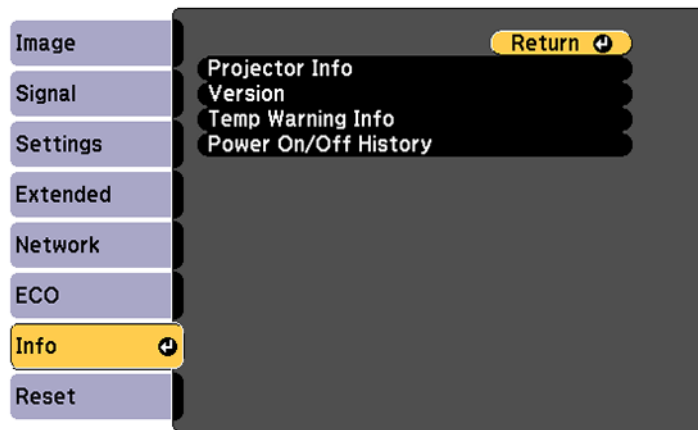 Image
Signal
Settings
Extended
Network
ECO
Info
Reset
Return
Projector Info
Version
Temp Warning Info
Power On/Off History